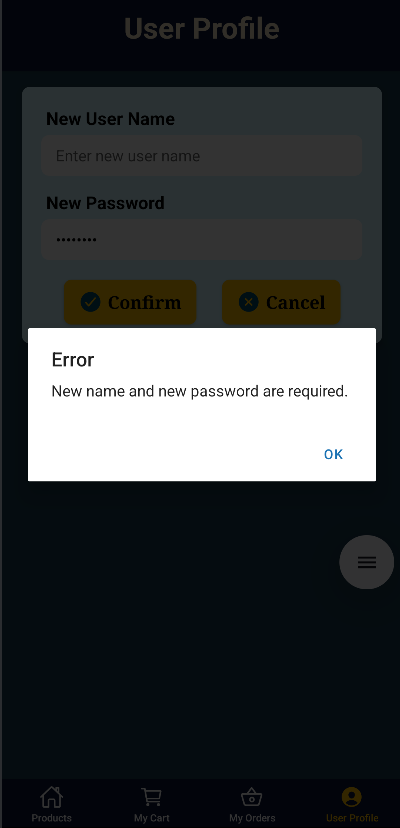 User Profile
New User Name
Enter new user name
New Password
••••••••
Confirm
Cancel
Error
New name and new password are required.
OK
Products
My Cart
My Orders
User Profile